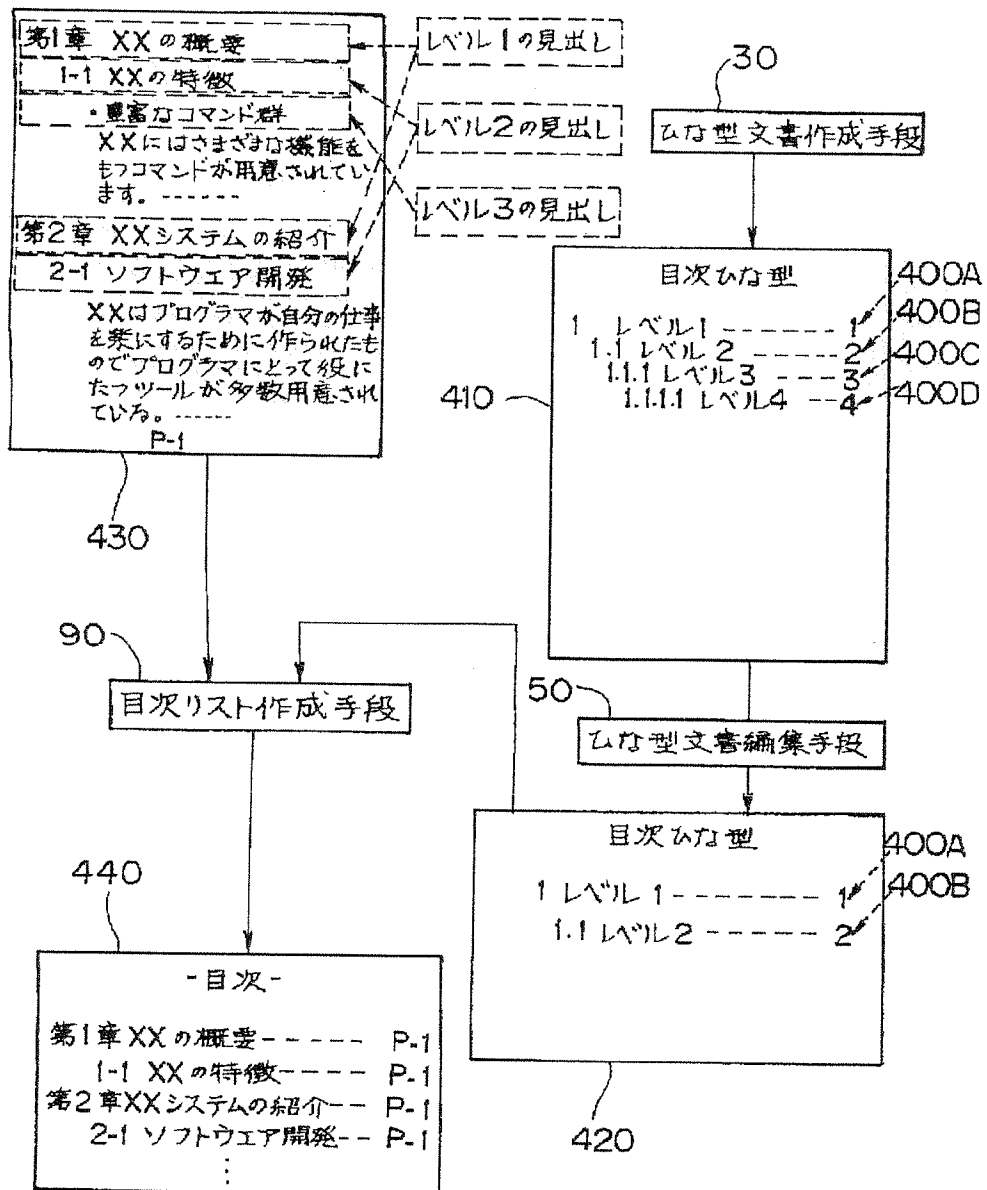 第1章 XXの概要
1-1 XXの特徴
・豊富なコマンド群
XXにはさまざまな機能を
もつコマンドが用意されてい
ます。------
第2章 XXシステムの紹介
2-1 ソフトウエア開発
XXはプログラマが自分の仕事
を楽にするために作られたも
のでプログラマにとって役に
たつツールが多数用意され
ている。------
P-1
430
レベル1の見出し
レベル2の見出し
レベル3の見出し
30
ひな型文書作成手段
目次ひな型
1 レベル1 ------- 1
1.1 レベル2 ----- 2
1.1.1 レベル3 --- 3
1.1.1.1 レベル4 -- 4
400A
400B
400C
400D
410
90
目次リスト作成手段
50
ひな型文書編集手段
目次ひな型
1 レベル1 -------- 1
1.1 レベル2 ------ 2
400A
400B
420
440
-目次-
第1章 XXの概要----- P-1
1-1 XXの特徴---- P-1
第2章XXシステムの紹介-- P-1
2-1 ソフトウエア開発-- P-1
⋮